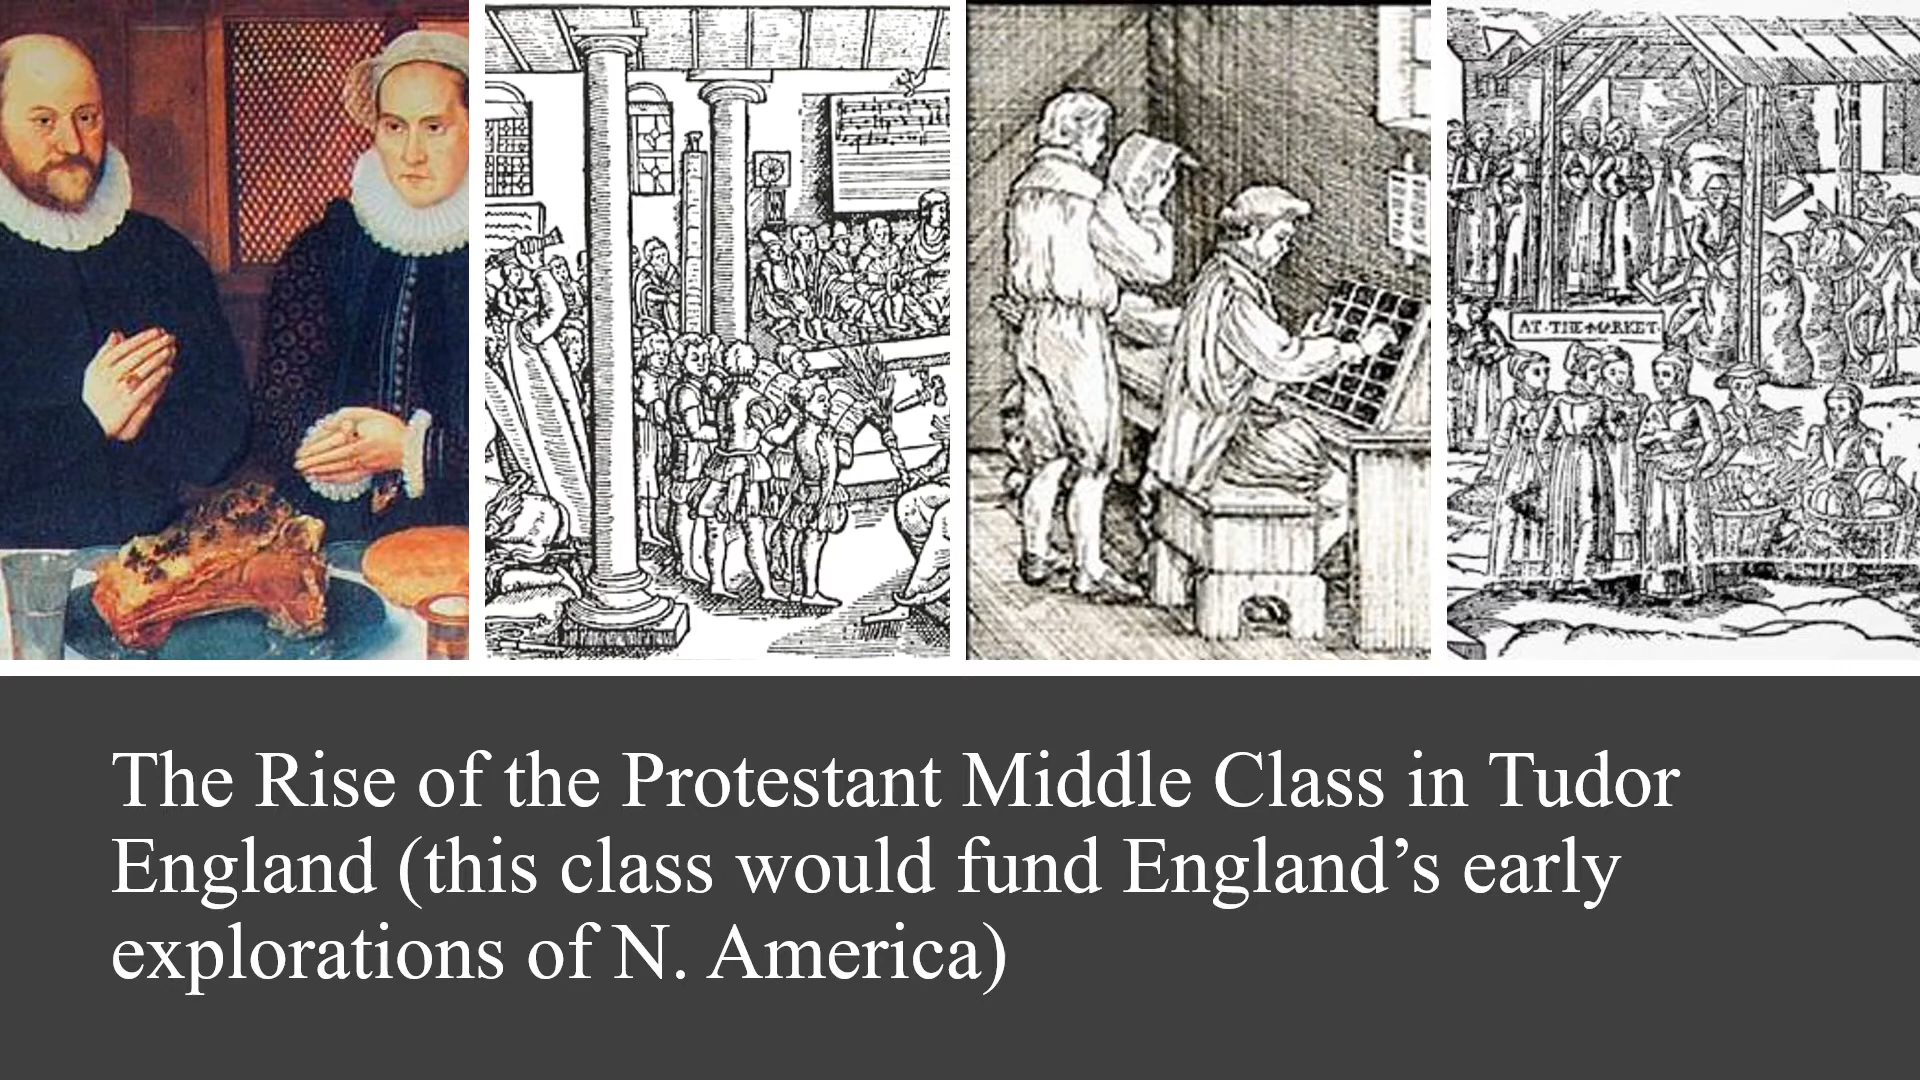 AT·THE·MARKET·
The Rise of the Protestant Middle Class in Tudor
England (this class would fund England’s early
explorations of N. America)